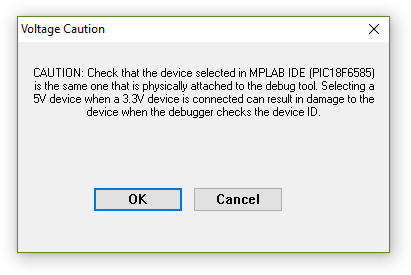 Voltage Caution
CAUTION: Check that the device selected in MPLAB IDE (PIC18F6585)
is the same one that is physically attached to the debug tool. Selecting a
5V device when a 3.3V device is connected can result in damage to the
device when the debugger checks the device ID.
OK
Cancel